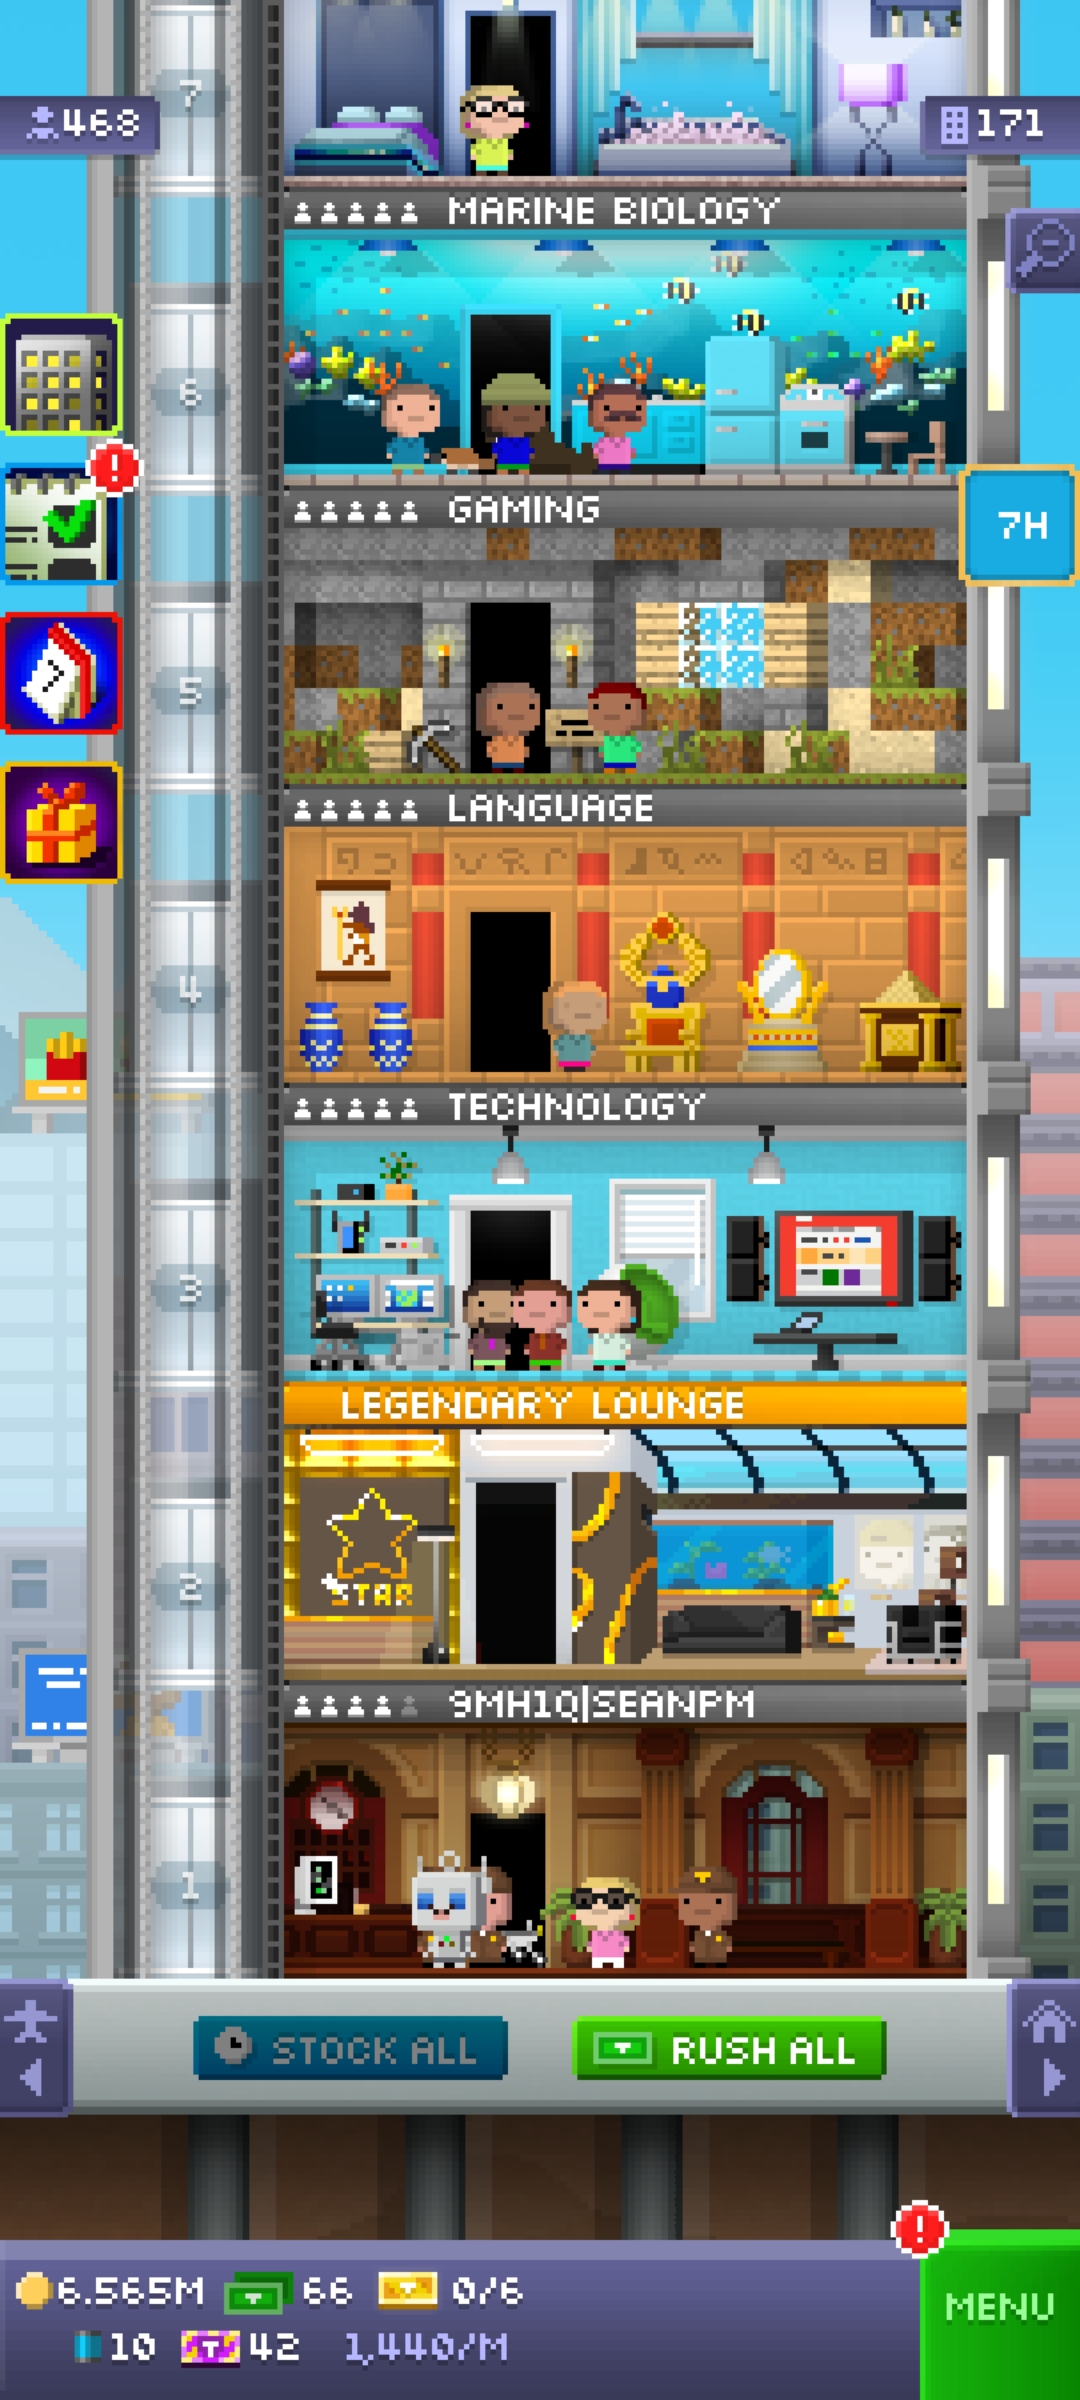 7
468
171
MARINE BIOLOGY
6
GAMING
7H
5
LANGUAGE
4
TECHNOLOGY
3
LEGENDARY LOUNGE
STAR
2
9MH1Q|SEANPM
1
STOCK ALL
RUSH ALL
6.565M 66 0/6
MENU
10 42 1,440/M